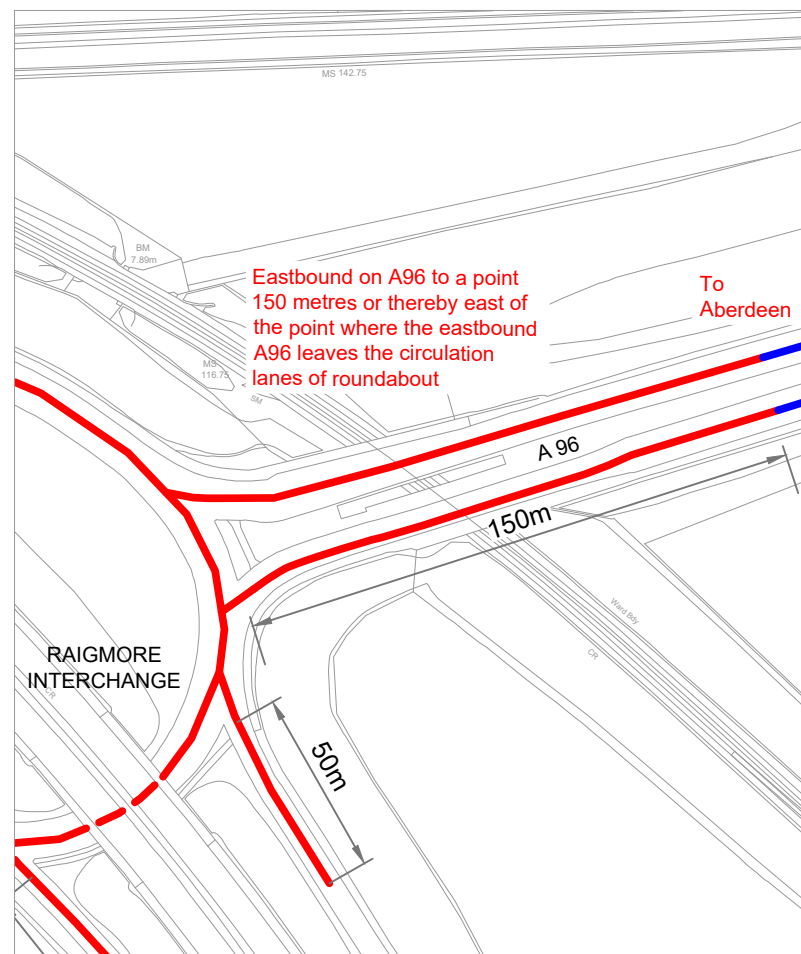 MS 142.75
BM
7.89m
Eastbound on A96 to a point
150 metres or thereby east of
the point where the eastbound
A96 leaves the circulation
lanes of roundabout
To
Aberdeen
MS
116.75
SM
A 96
150m
Ward Bdy
CR
RAIGMORE
INTERCHANGE
CR
50m